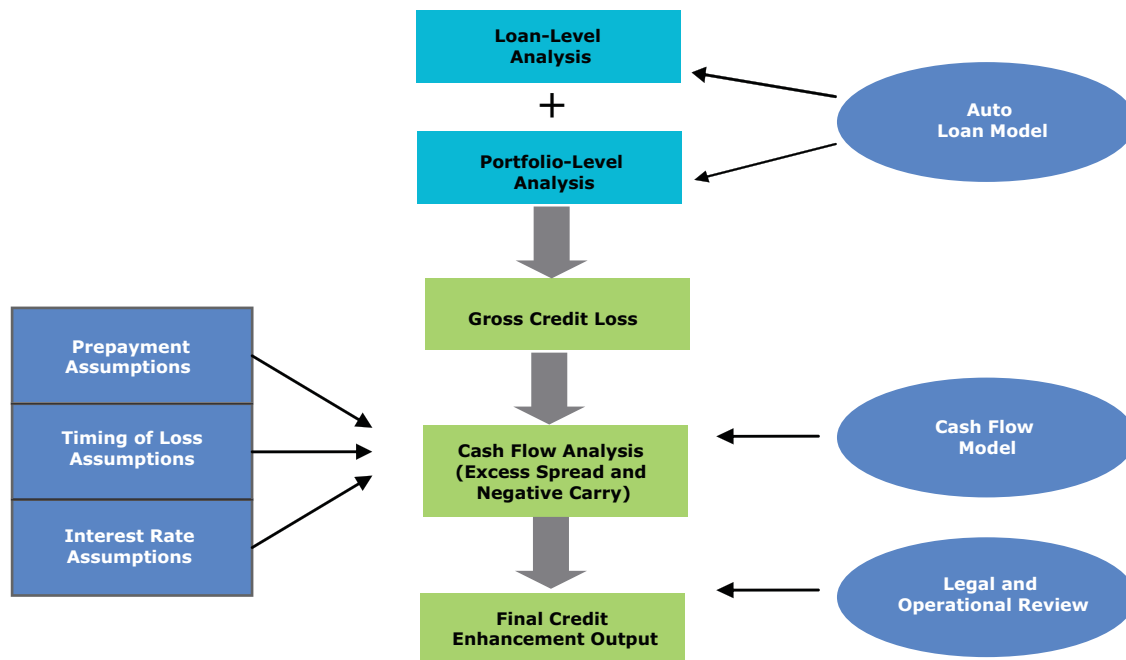 Loan-Level
Analysis
+
Auto
Loan Model
Portfolio-Level
Analysis
Gross Credit Loss
Prepayment
Assumptions
Timing of Loss
Assumptions
Interest Rate
Assumptions
Cash Flow Analysis
(Excess Spread and
Negative Carry)
Cash Flow
Model
Legal and
Operational Review
Final Credit
Enhancement Output